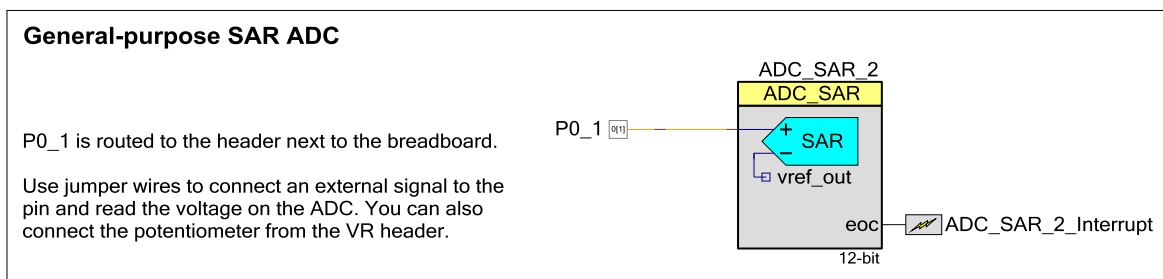 General-purpose SAR ADC
ADC_SAR_2
ADC_SAR
P0_1 0[1]
+
SAR
–
vref_out
P0_1 is routed to the header next to the breadboard.
Use jumper wires to connect an external signal to the
pin and read the voltage on the ADC. You can also
connect the potentiometer from the VR header.
eoc
ADC_SAR_2_Interrupt
12-bit